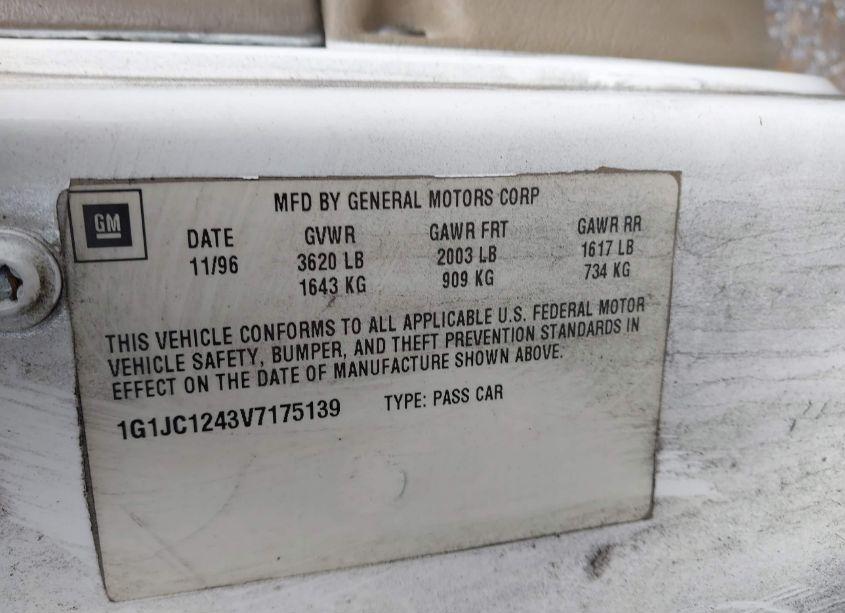 MFD BY GENERAL MOTORS CORP
GM
DATE GVWR GAWR FRT GAWR RR
11/96 3620 LB 2003 LB 1617 LB
1643 KG 909 KG 734 KG
THIS VEHICLE CONFORMS TO ALL APPLICABLE U.S. FEDERAL MOTOR
VEHICLE SAFETY, BUMPER, AND THEFT PREVENTION STANDARDS IN
EFFECT ON THE DATE OF MANUFACTURE SHOWN ABOVE.
1G1JC1243V7175139 TYPE: PASS CAR